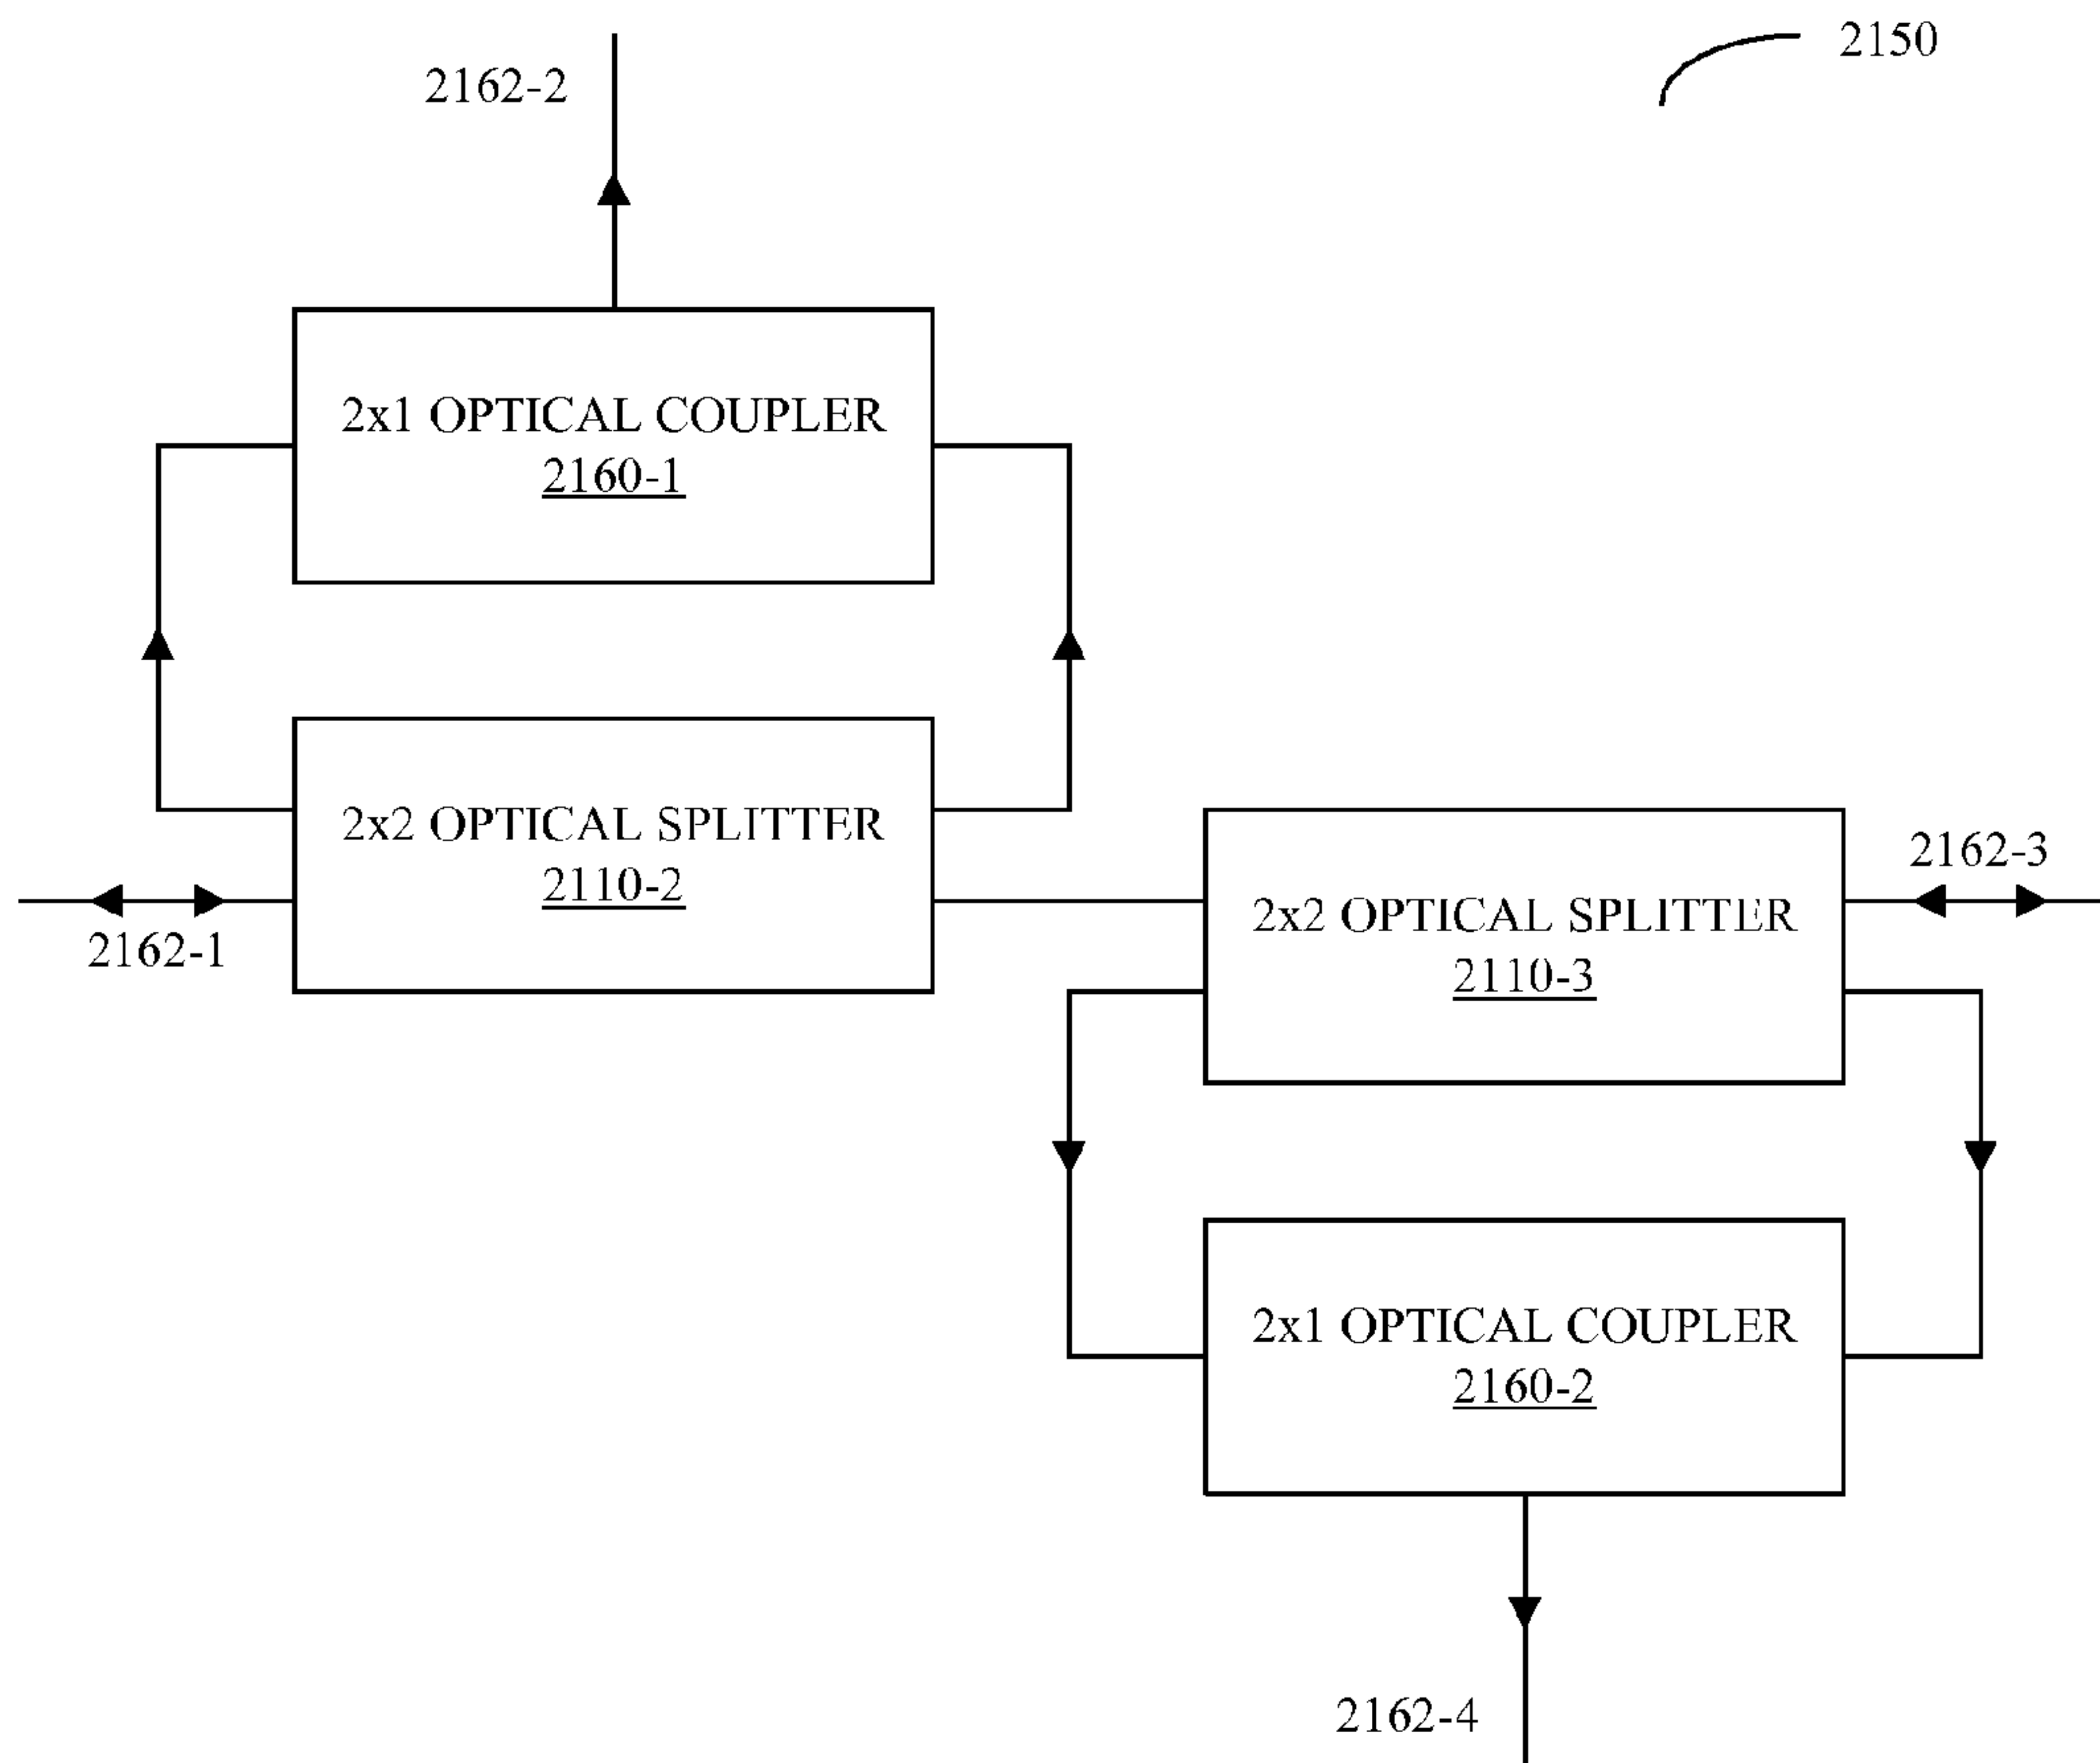 2150
2162-2
2x1 OPTICAL COUPLER
2160-1
2x2 OPTICAL SPLITTER
2110-2
2162-1
2162-3
2x2 OPTICAL SPLITTER
2110-3
2x1 OPTICAL COUPLER
2160-2
2162-4